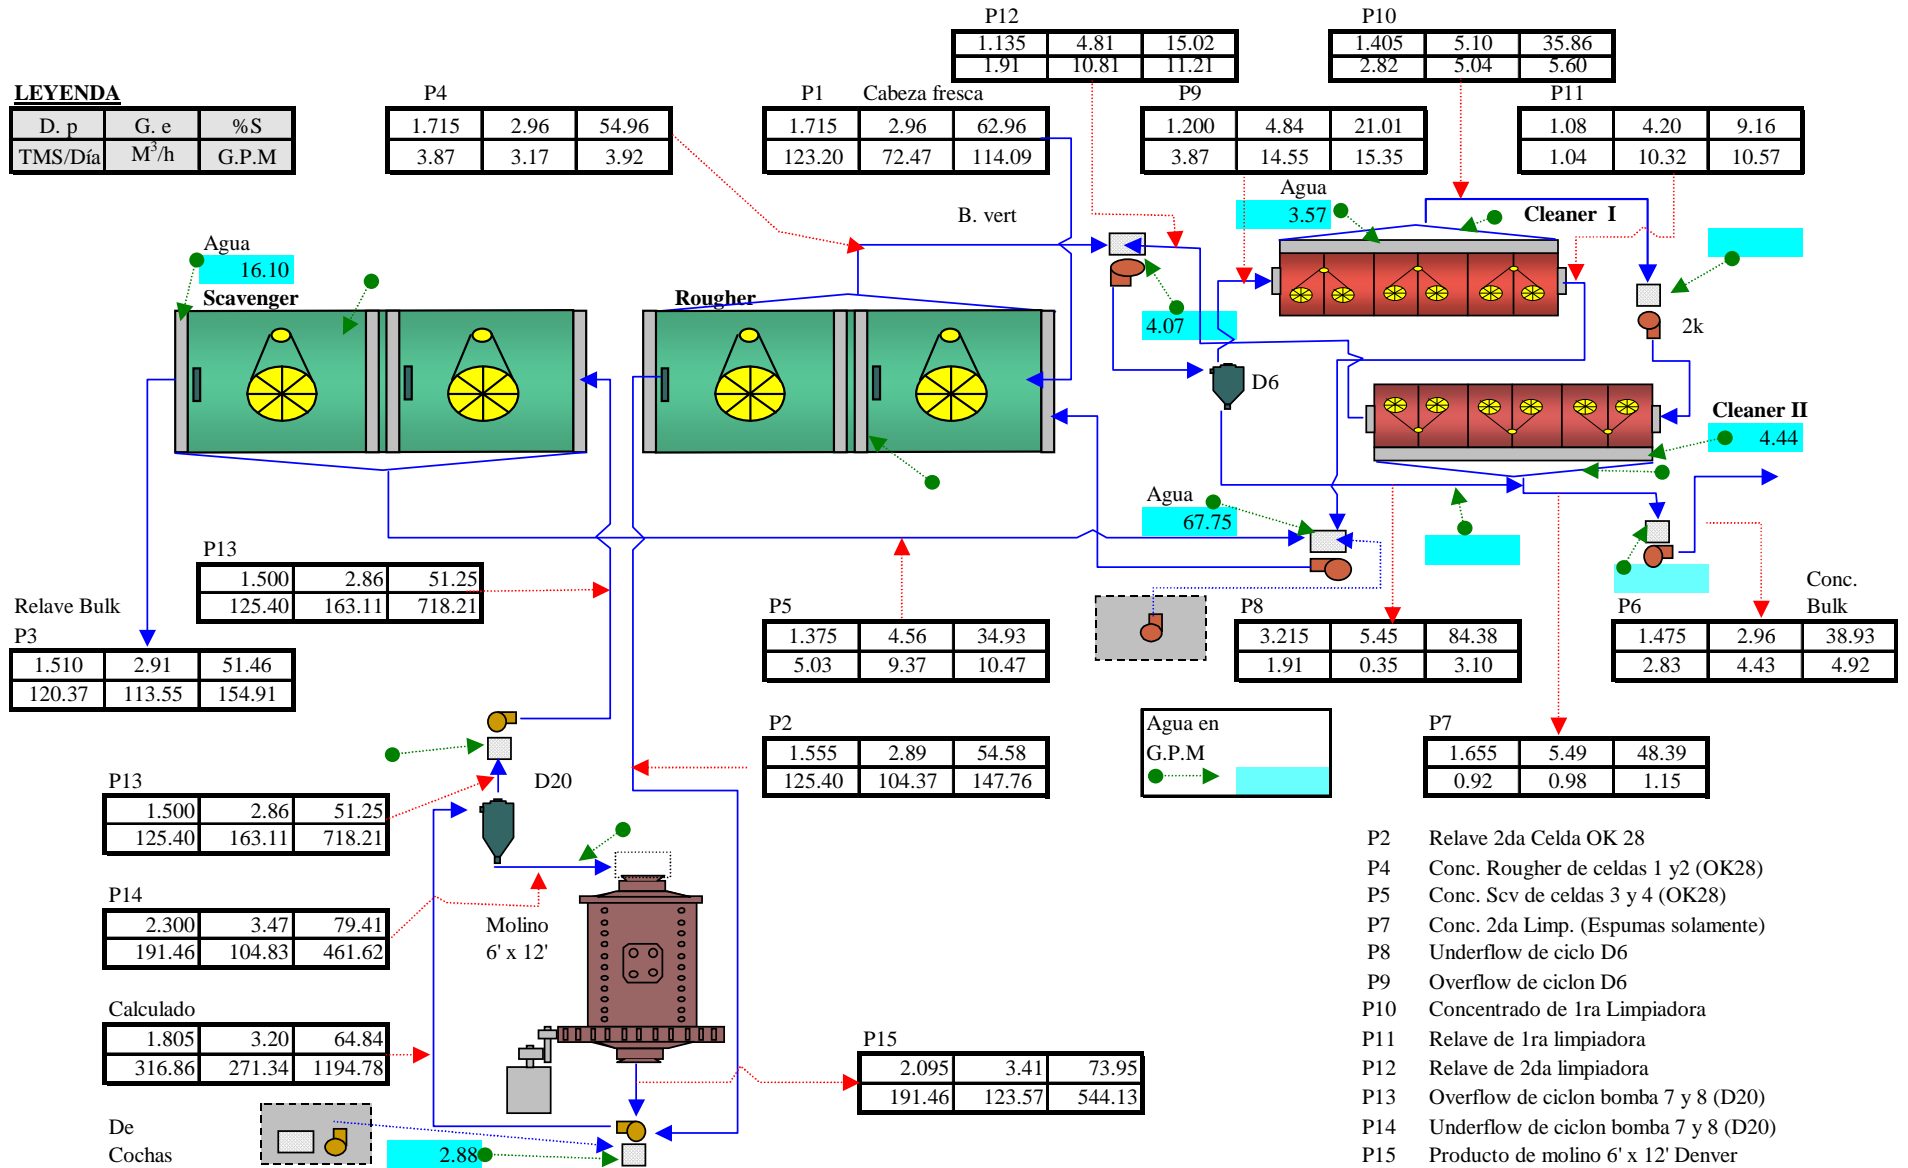 P12
1.135 4.81 15.02
1.91 10.81 11.21
P10
1.405 5.10 35.86
2.82 5.04 5.60
LEYENDA
D. p G. e %S
TMS/Día M³/h G.P.M
P4
1.715 2.96 54.96
3.87 3.17 3.92
P1 Cabeza fresca
1.715 2.96 62.96
123.20 72.47 114.09
P9
1.200 4.84 21.01
3.87 14.55 15.35
P11
1.08 4.20 9.16
1.04 10.32 10.57
Agua
3.57
Cleaner I
B. vert
Agua
16.10
Scavenger
Rougher
4.07
2k
D6
Cleaner II
4.44
Agua
67.75
P13
1.500 2.86 51.25
125.40 163.11 718.21
Relave Bulk
P3
1.510 2.91 51.46
120.37 113.55 154.91
P5
1.375 4.56 34.93
5.03 9.37 10.47
P8
3.215 5.45 84.38
1.91 0.35 3.10
Conc.
Bulk
P6
1.475 2.96 38.93
2.83 4.43 4.92
P2
1.555 2.89 54.58
125.40 104.37 147.76
Agua en
G.P.M
P7
1.655 5.49 48.39
0.92 0.98 1.15
P13
1.500 2.86 51.25
125.40 163.11 718.21
D20
P14
2.300 3.47 79.41
191.46 104.83 461.62
Molino
6' x 12'
Calculado
1.805 3.20 64.84
316.86 271.34 1194.78
P15
2.095 3.41 73.95
191.46 123.57 544.13
De
Cochas
2.88
P2 Relave 2da Celda OK 28
P4 Conc. Rougher de celdas 1 y2 (OK28)
P5 Conc. Scv de celdas 3 y 4 (OK28)
P7 Conc. 2da Limp. (Espumas solamente)
P8 Underflow de ciclo D6
P9 Overflow de ciclon D6
P10 Concentrado de 1ra Limpiadora
P11 Relave de 1ra limpiadora
P12 Relave de 2da limpiadora
P13 Overflow de ciclon bomba 7 y 8 (D20)
P14 Underflow de ciclon bomba 7 y 8 (D20)
P15 Producto de molino 6' x 12' Denver